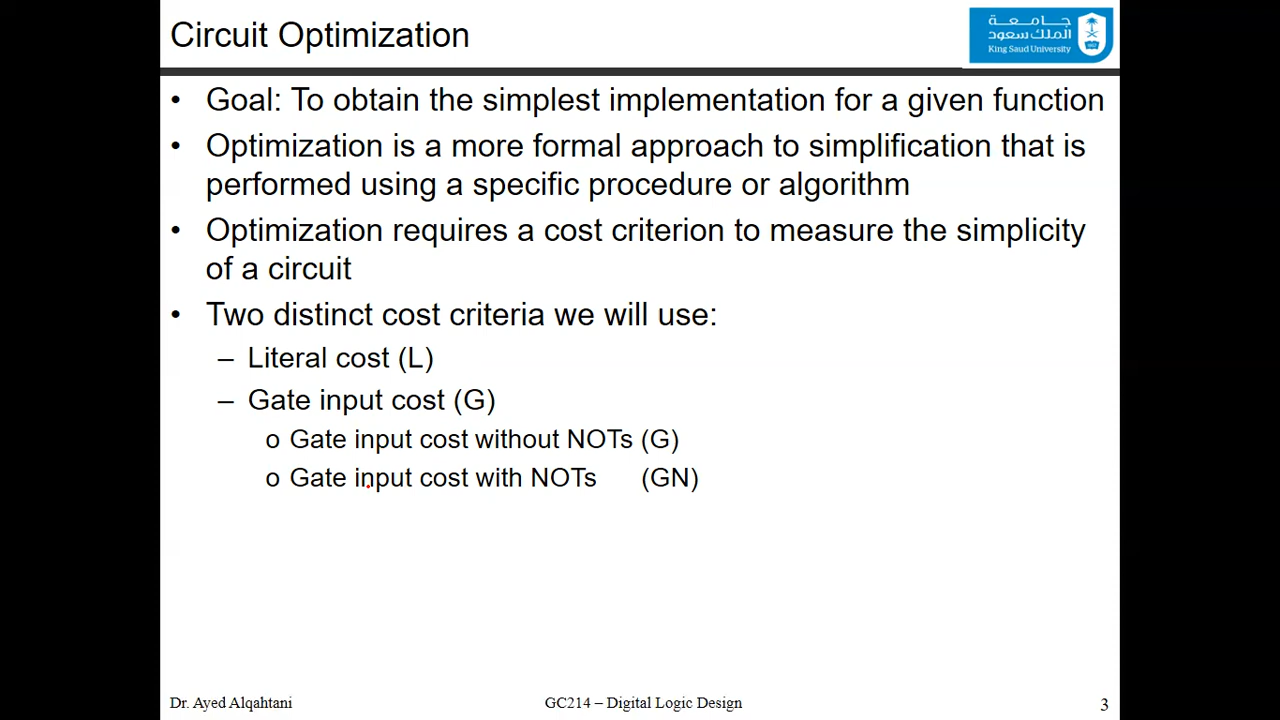 Circuit Optimization
جامعة
الملك سعود
King Saud University
• Goal: To obtain the simplest implementation for a given function
• Optimization is a more formal approach to simplification that is
performed using a specific procedure or algorithm
• Optimization requires a cost criterion to measure the simplicity
of a circuit
• Two distinct cost criteria we will use:
– Literal cost (L)
– Gate input cost (G)
o Gate input cost without NOTs (G)
o Gate input cost with NOTs (GN)
Dr. Ayed Alqahtani
GC214 – Digital Logic Design
3